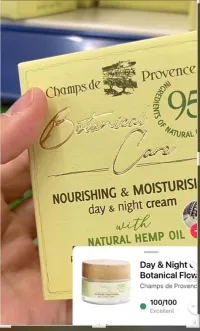 Champs de Provence
95
INGREDIENTS OF NATURAL
Botanical
Care
NOURISHING & MOISTURISI
day & night cream
with
NATURAL HEMP OIL
Day & Night
Botanical Flow
Champs de Provenc
100/100
Excellent